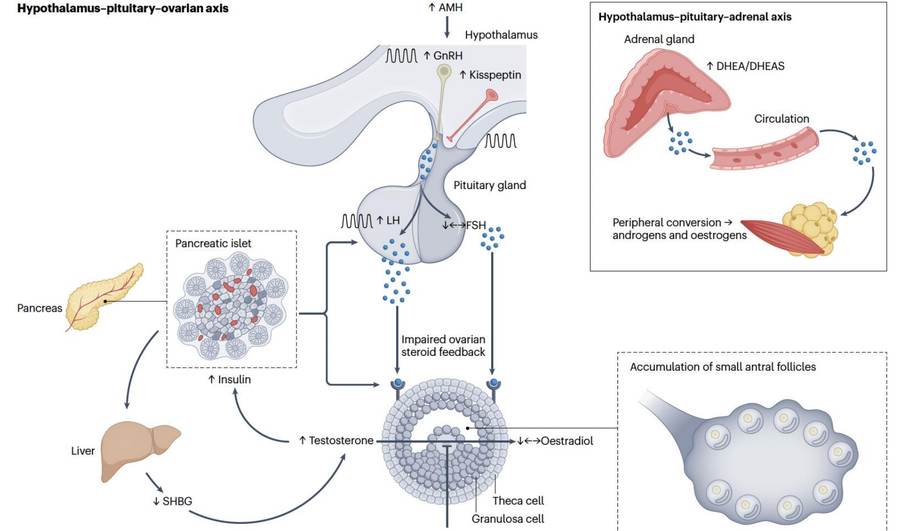 Hypothalamus–pituitary–ovarian axis
↑ AMH
Hypothalamus
↑ GnRH
↑ Kisspeptin
Pituitary gland
↑ LH
↓←→FSH
Pancreatic islet
Pancreas
↑ Insulin
Impaired ovarian
steroid feedback
Liver
↑ Testosterone
↓←→Oestradiol
↓ SHBG
Theca cell
Granulosa cell
Hypothalamus–pituitary–adrenal axis
Adrenal gland
↑ DHEA/DHEAS
Circulation
Peripheral conversion →
androgens and oestrogens
Accumulation of small antral follicles